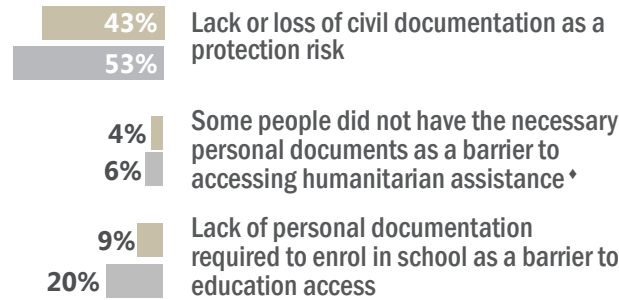 43%
53%
Lack or loss of civil documentation as a
protection risk
4%
6%
Some people did not have the necessary
personal documents as a barrier to
accessing humanitarian assistance♦
9%
20%
Lack of personal documentation
required to enrol in school as a barrier to
education access